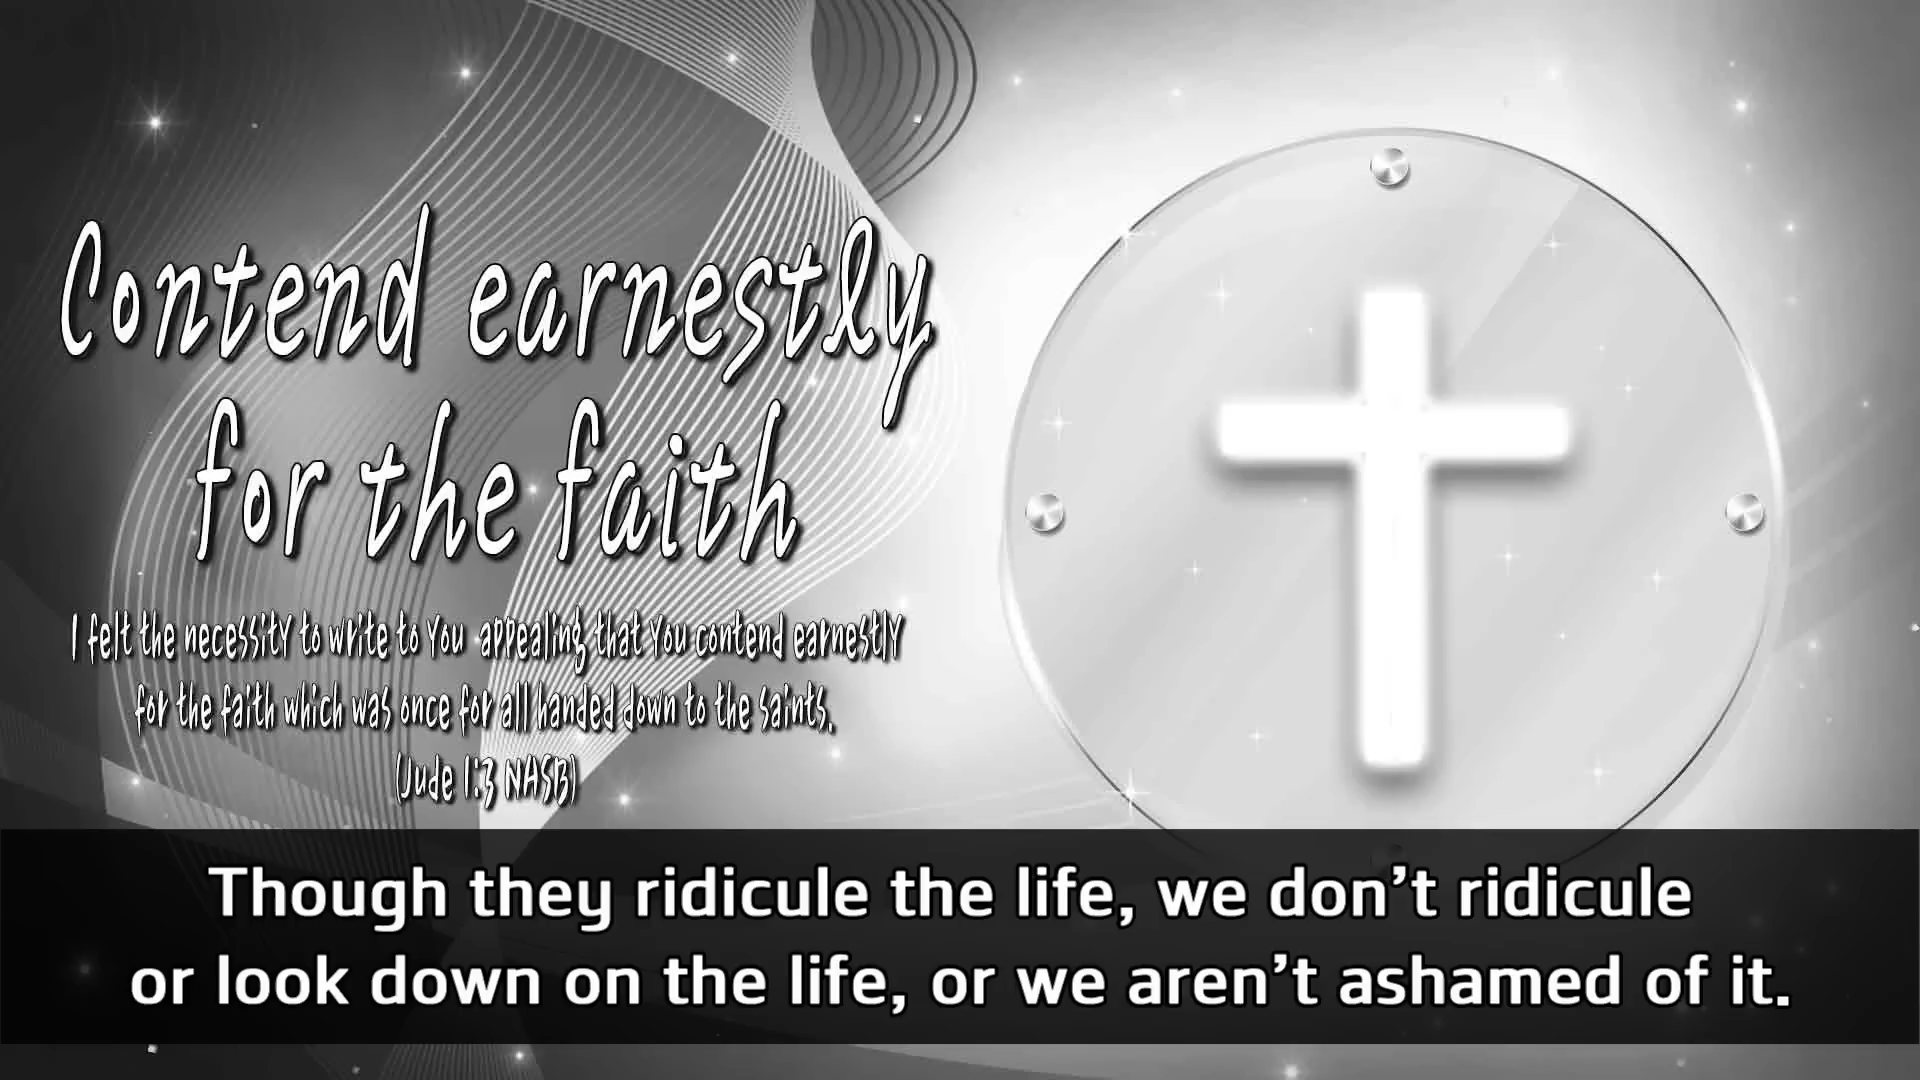 Contend earnestly
for the faith
I felt the necessity to write to you appealing that you contend earnestly
for the faith which was once for all handed down to the saints.
(Jude 1:3 NASB)
Though they ridicule the life, we don’t ridicule
or look down on the life, or we aren’t ashamed of it.